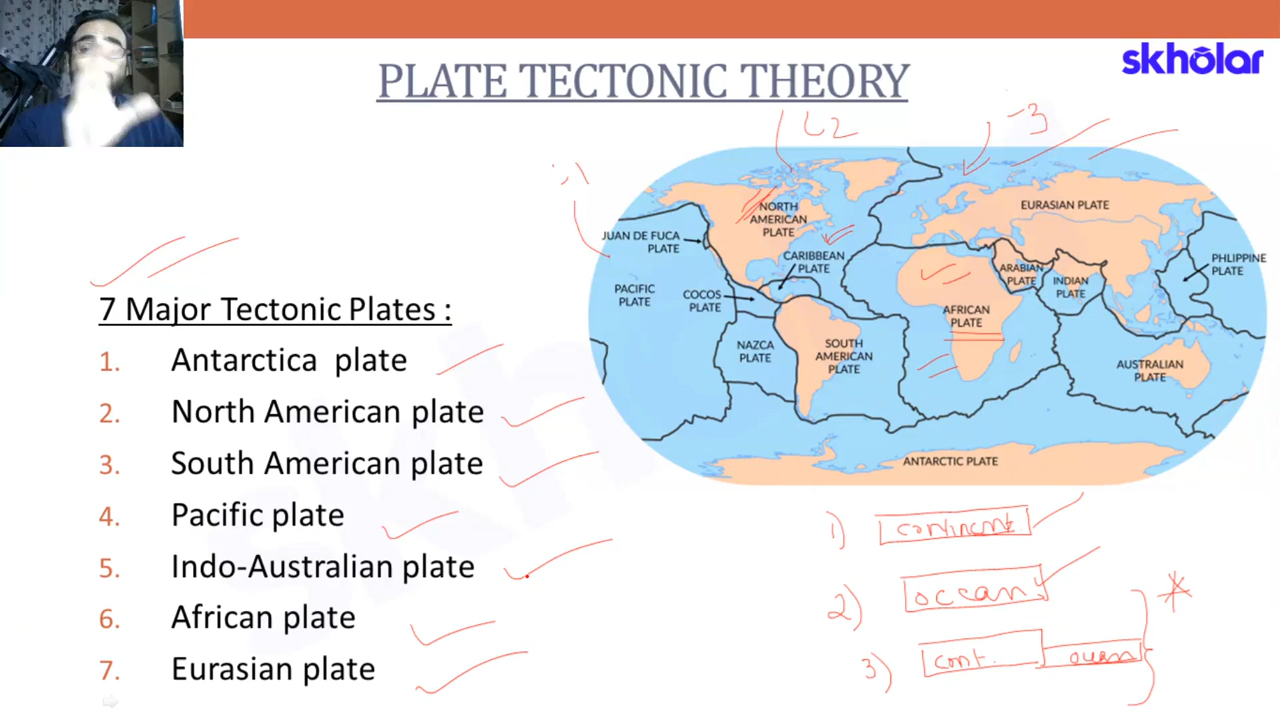 skholar
PLATE TECTONIC THEORY
7 Major Tectonic Plates :
1. Antarctica plate
2. North American plate
3. South American plate
4. Pacific plate
5. Indo-Australian plate
6. African plate
7. Eurasian plate
-3
NORTH
AMERICAN
PLATE
EURASIAN PLATE
JUAN DE FUCA
PLATE
CARIBBEAN
PLATE
ARABIAN
PLATE
INDIAN
PLATE
PHLIPPINE
PLATE
PACIFIC
PLATE
COCOS
PLATE
AFRICAN
PLATE
NAZCA
PLATE
SOUTH
AMERICAN
PLATE
AUSTRALIAN
PLATE
ANTARCTIC PLATE
1) continent
2) ocean
3) cont.